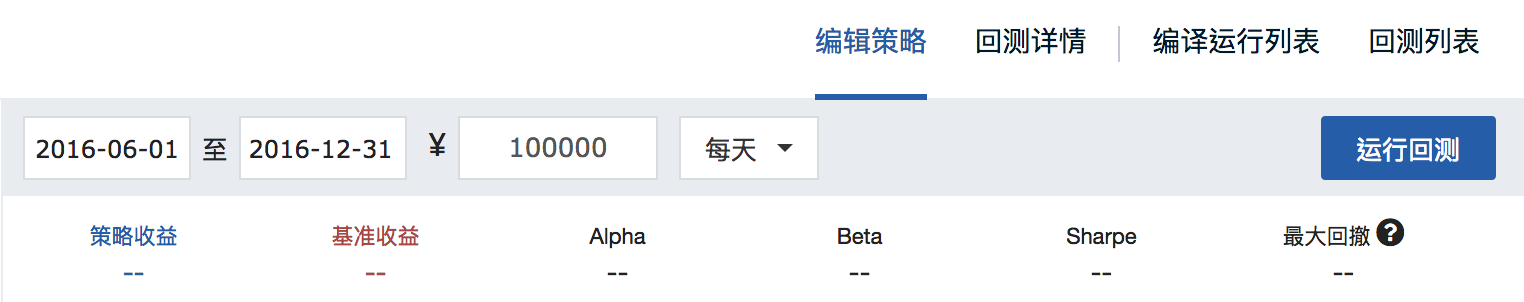 编辑策略 回测详情 编译运行列表 回测列表
2016-06-01 至 2016-12-31 ¥ 100000 每天 运行回测
策略收益 基准收益 Alpha Beta Sharpe 最大回撤 ?
-- -- -- -- -- --